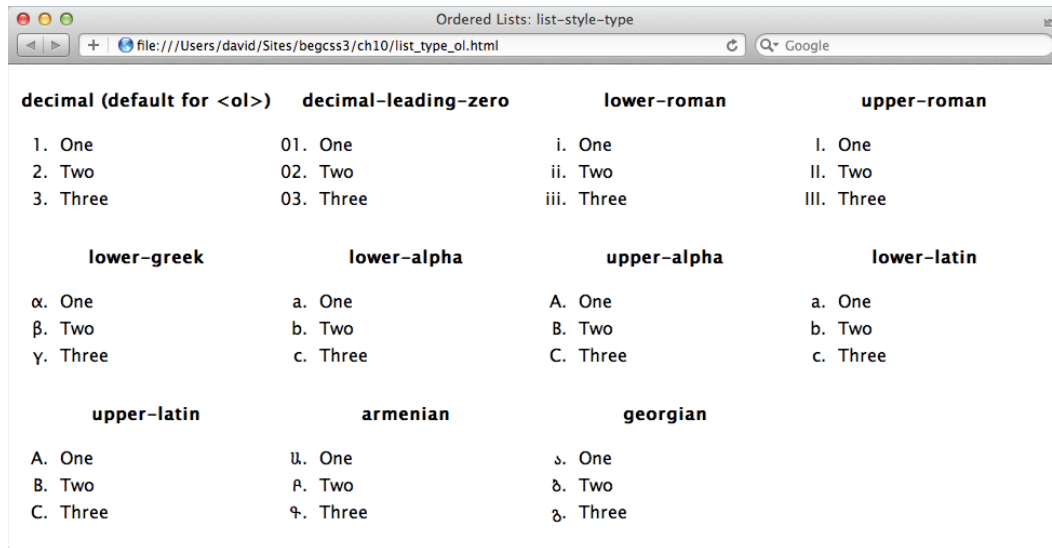 Ordered Lists: list-style-type
file:///Users/david/Sites/begcss3/ch10/list_type_ol.html Google
decimal (default for <ol>) decimal-leading-zero lower-roman upper-roman
1. One 01. One i. One I. One
2. Two 02. Two ii. Two II. Two
3. Three 03. Three iii. Three III. Three
lower-greek lower-alpha upper-alpha lower-latin
α. One a. One A. One a. One
β. Two b. Two B. Two b. Two
γ. Three c. Three C. Three c. Three
upper-latin armenian georgian
A. One Ա. One ა. One
B. Two Բ. Two ბ. Two
C. Three Գ. Three გ. Three